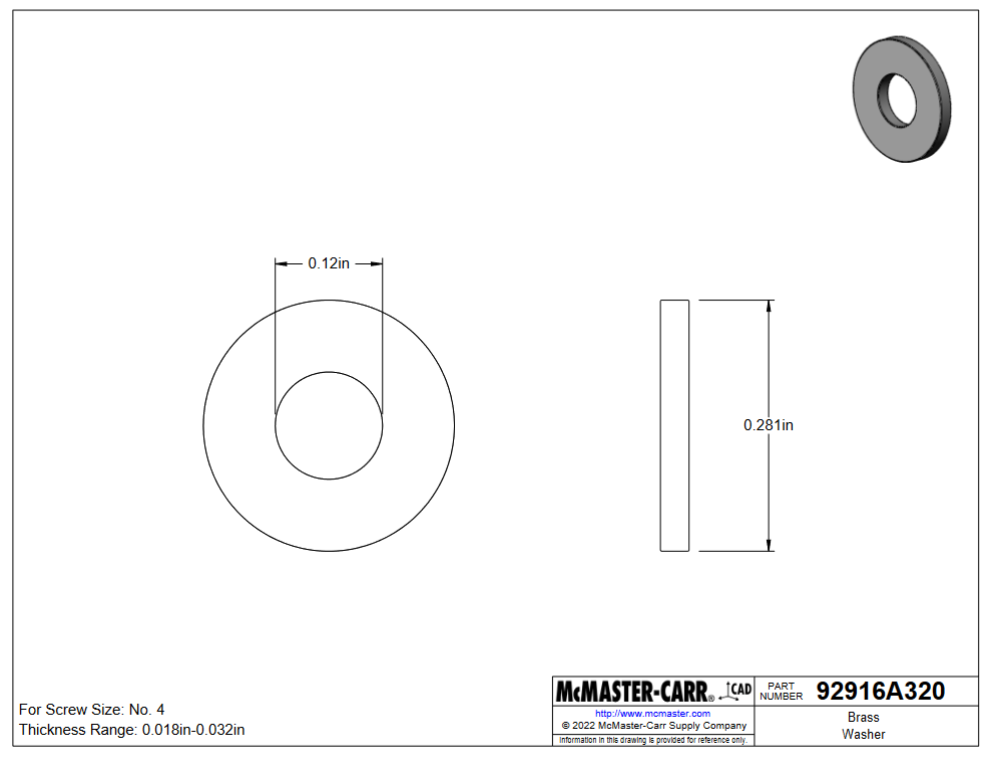 0.12in
0.281in
For Screw Size: No. 4
Thickness Range: 0.018in-0.032in
McMASTER-CARR® CAD
http://www.mcmaster.com
© 2022 McMaster-Carr Supply Company
Information in this drawing is provided for reference only.
PART
NUMBER
92916A320
Brass
Washer